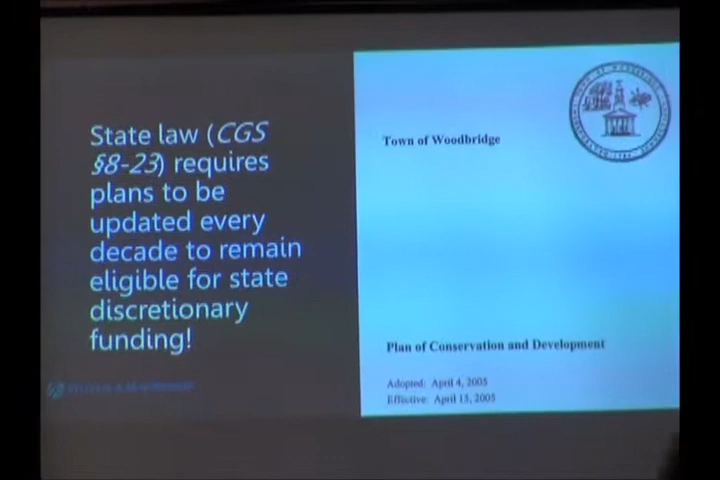 State law (CGS
§8-23) requires
plans to be
updated every
decade to remain
eligible for state
discretionary
funding!
Town of Woodbridge
Plan of Conservation and Development
Adopted: April 4, 2005
Effective: April 15, 2005